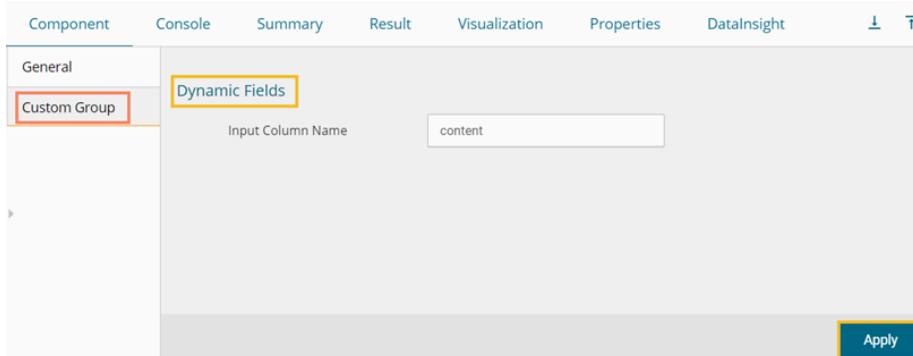 Component Console Summary Result Visualization Properties DataInsight
General
Custom Group
Dynamic Fields
Input Column Name content
Apply